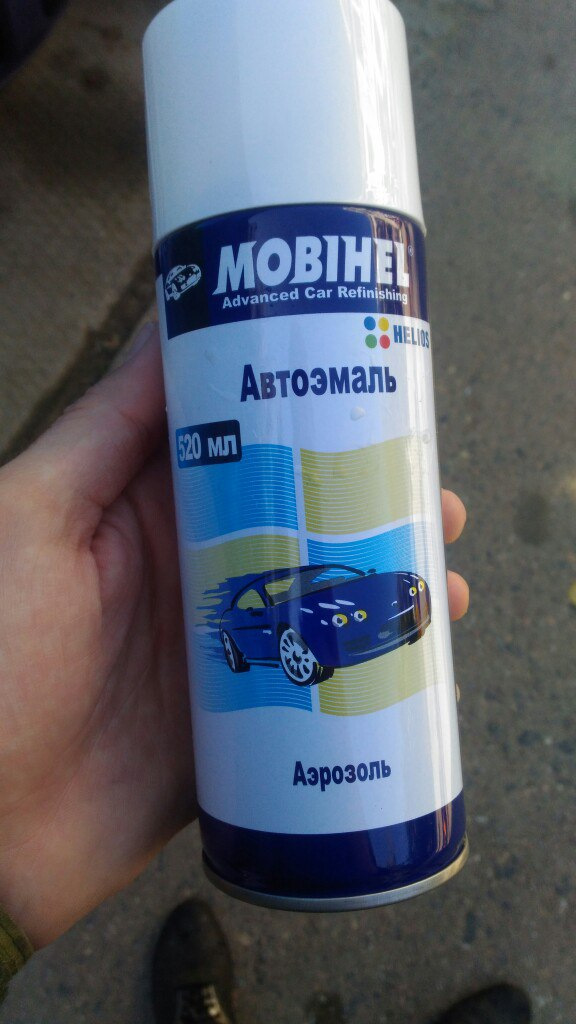 MOBIHEL
Advanced Car Refinishing
HELIOS
Автоэмаль
520 мл
Аэрозоль